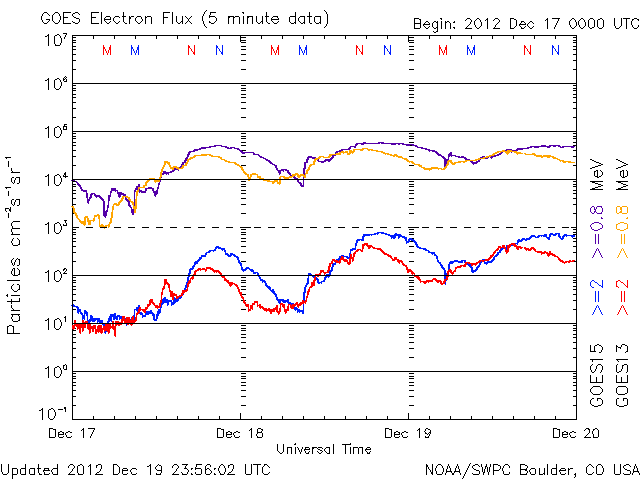 GOES Electron Flux (5 minute data)
Begin: 2012 Dec 17 0000 UTC
M M N N M M N N M M N N
10⁷
10⁶
10⁵
10⁴
10³
10²
10¹
10⁰
10⁻¹
Particles cm⁻²s⁻¹sr⁻¹
Dec 17 Dec 18 Dec 19 Dec 20
Universal Time
GOES15 >=2 >=0.8 MeV
GOES13 >=2 >=0.8 MeV
Updated 2012 Dec 19 23:56:02 UTC
NOAA/SWPC Boulder, CO USA